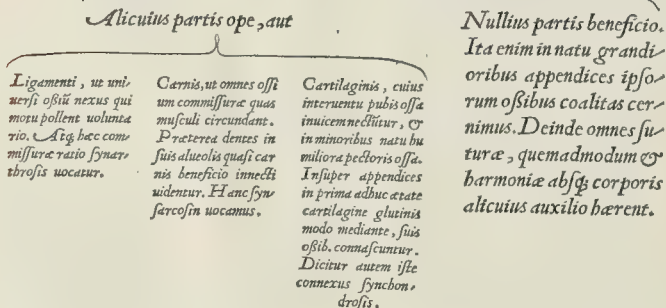 Alicuius partis ope, aut
Ligamenti, ut uni-
uersi oßiũ nexus qui
motu pollent uolunta
rio. Atq; hæc com-
missuræ ratio synar-
throsis uocatur.
Carnis, ut omnes ossi
um commissuræ quas
musculi circundant.
Præterea dentes in
suis alueolis quasi car
nis beneficio innecti
uidentur. Hanc syn-
sarcosin uocamus.
Cartilaginis, cuius
interuentu pubis ossa
inuicem nectũtur, &
in minoribus natu hu
miliora pectoris ossa.
Insuper appendices
in prima adhuc ætate
cartilagine glutinis
modo mediante, suis
oßib. connascuntur.
Dicitur autem iste
connexus synchon-
drosis.
Nullius partis beneficio.
Ita enim in natu grandi-
oribus appendices ipso-
rum oßibus coalitas cer-
nimus. Deinde omnes su-
turæ, quemadmodum &
harmoniæ absq; corporis
alicuius auxilio hærent.